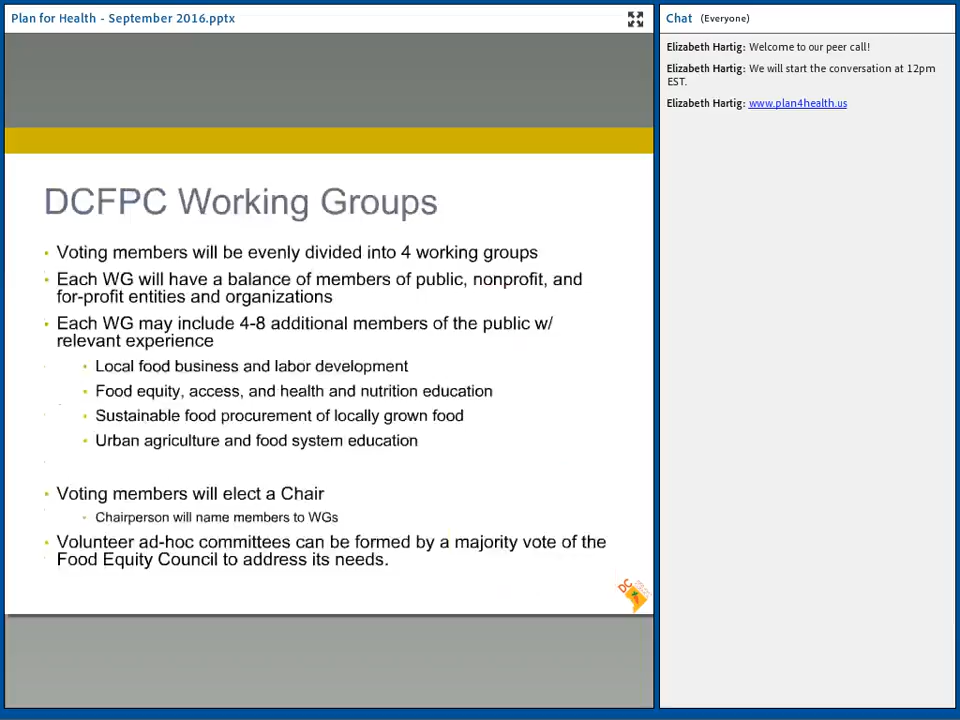 Plan for Health - September 2016.pptx
DCFPC Working Groups
• Voting members will be evenly divided into 4 working groups
• Each WG will have a balance of members of public, nonprofit, and
for-profit entities and organizations
• Each WG may include 4-8 additional members of the public w/
relevant experience
• Local food business and labor development
• Food equity, access, and health and nutrition education
• Sustainable food procurement of locally grown food
• Urban agriculture and food system education
• Voting members will elect a Chair
• Chairperson will name members to WGs
• Volunteer ad-hoc committees can be formed by a majority vote of the
Food Equity Council to address its needs.
DC
Chat (Everyone)
Elizabeth Hartig: Welcome to our peer call!
Elizabeth Hartig: We will start the conversation at 12pm
EST.
Elizabeth Hartig: www.plan4health.us